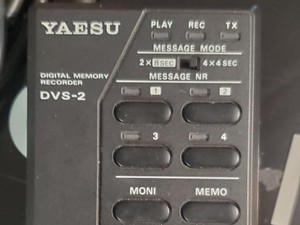 YAESU
PLAY REC TX
MESSAGE MODE
2×8SEC 4×4SEC
DIGITAL MEMORY
RECORDER
MESSAGE NR
DVS-2
1 2
3 4
MONI MEMO